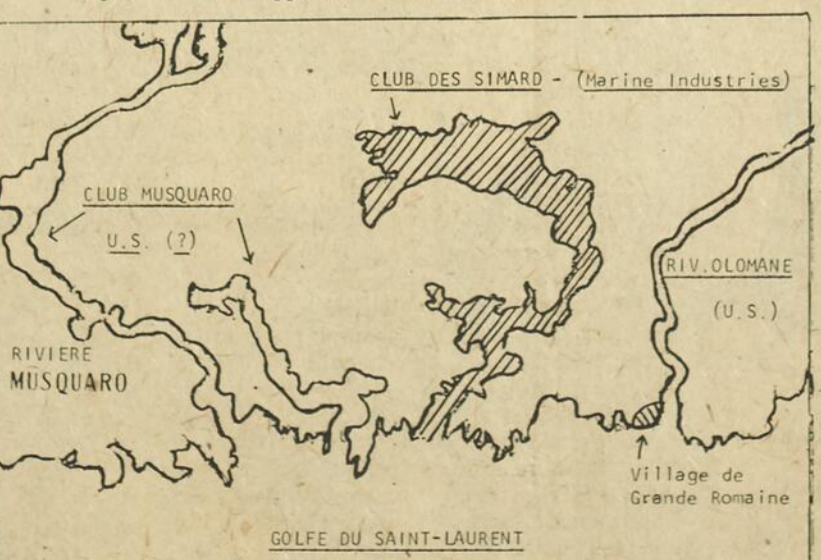 CLUB DES SIMARD - (Marine Industries)
CLUB MUSQUARO
U.S. (?)
RIV. OLOMANE
(U.S.)
RIVIERE
MUSQUARO
Village de
Grande Romaine
GOLFE DU SAINT-LAURENT